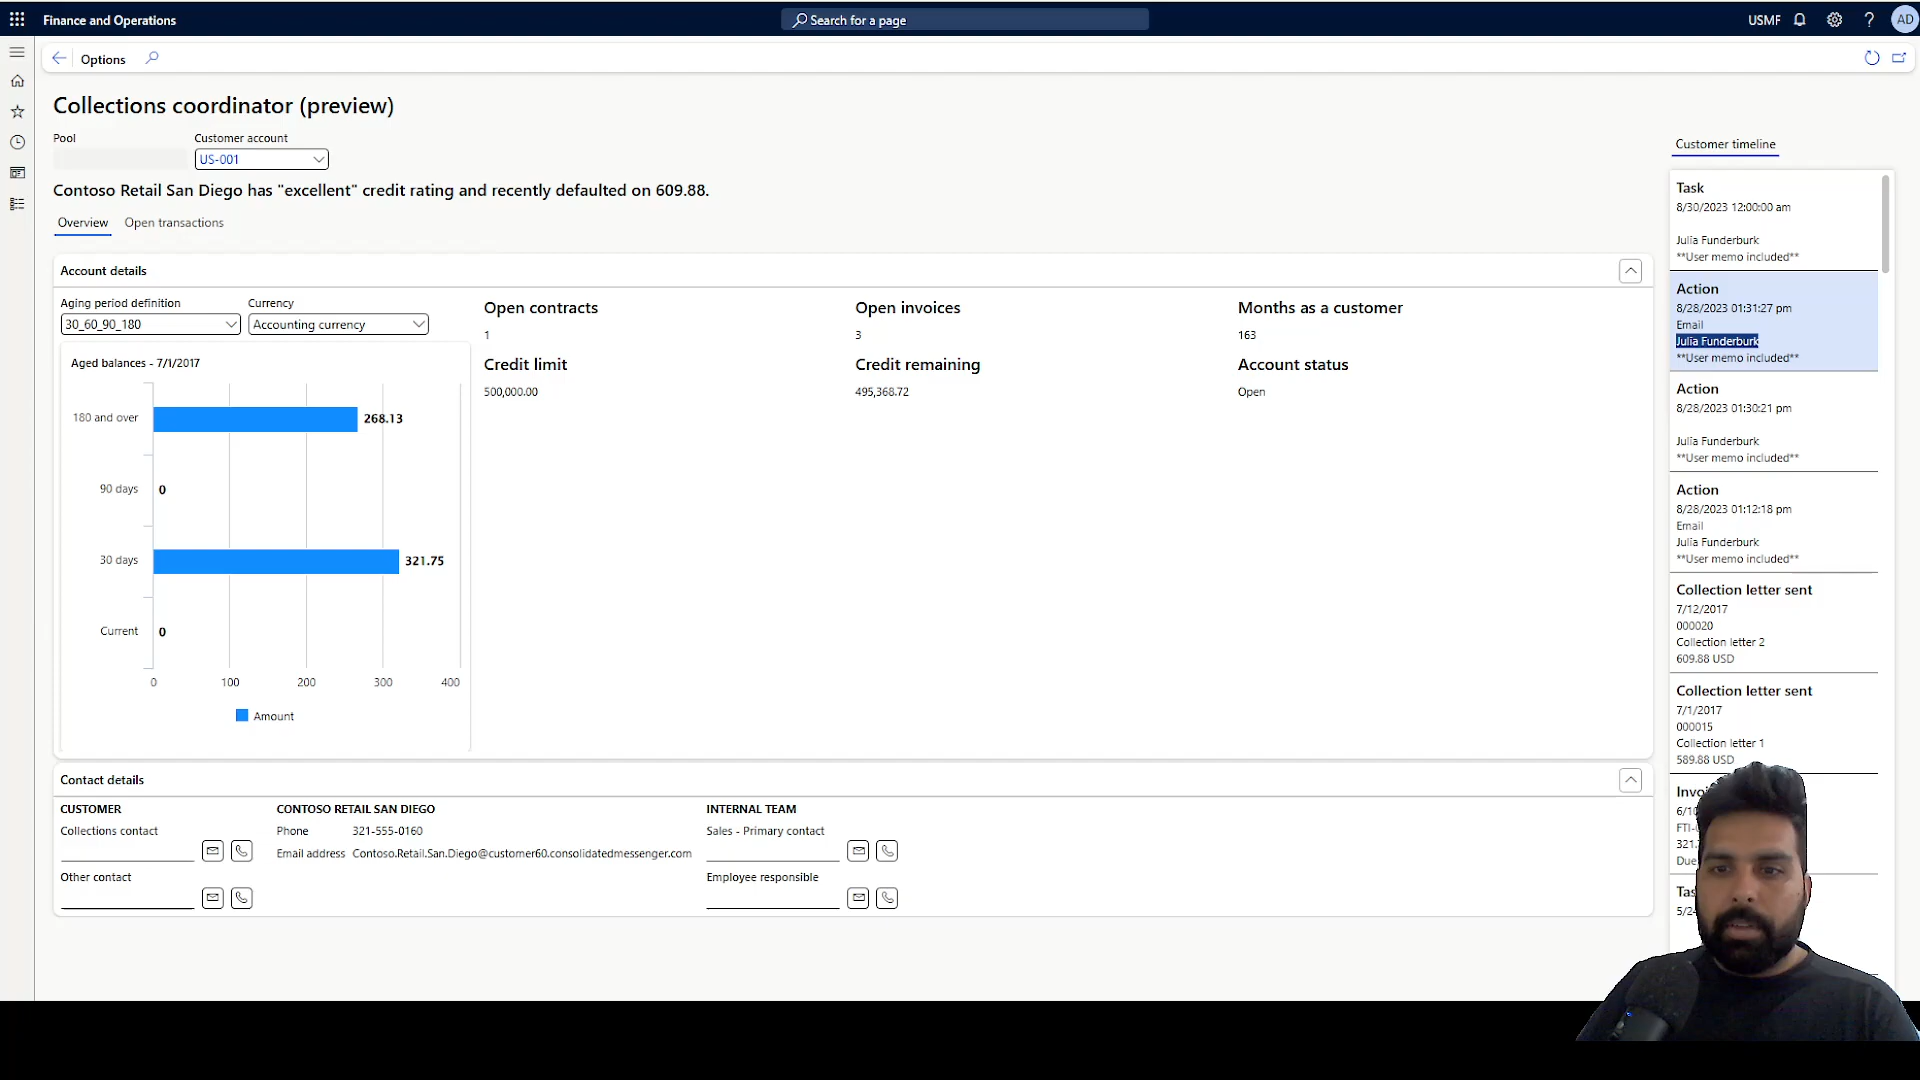 Finance and Operations
Search for a page
USMF
?
AD
Options
Collections coordinator (preview)
Pool
Customer account
US-001
Contoso Retail San Diego has "excellent" credit rating and recently defaulted on 609.88.
Overview
Open transactions
Account details
Aging period definition
Currency
30_60_90_180
Accounting currency
Aged balances - 7/1/2017
180 and over
268.13
90 days
0
30 days
321.75
Current
0
0
100
200
300
400
Amount
Open contracts
1
Open invoices
3
Months as a customer
163
Credit limit
500,000.00
Credit remaining
495,368.72
Account status
Open
Contact details
CUSTOMER
Collections contact
Other contact
CONTOSO RETAIL SAN DIEGO
Phone 321-555-0160
Email address Contoso.Retail.San.Diego@customer60.consolidatedmessenger.com
INTERNAL TEAM
Sales - Primary contact
Employee responsible
Customer timeline
Task
8/30/2023 12:00:00 am
Julia Funderburk
**User memo included**
Action
8/28/2023 01:31:27 pm
Email
Julia Funderburk
**User memo included**
Action
8/28/2023 01:30:21 pm
Julia Funderburk
**User memo included**
Action
8/28/2023 01:12:18 pm
Email
Julia Funderburk
**User memo included**
Collection letter sent
7/12/2017
000020
Collection letter 2
609.88 USD
Collection letter sent
7/1/2017
000015
Collection letter 1
589.88 USD
Due